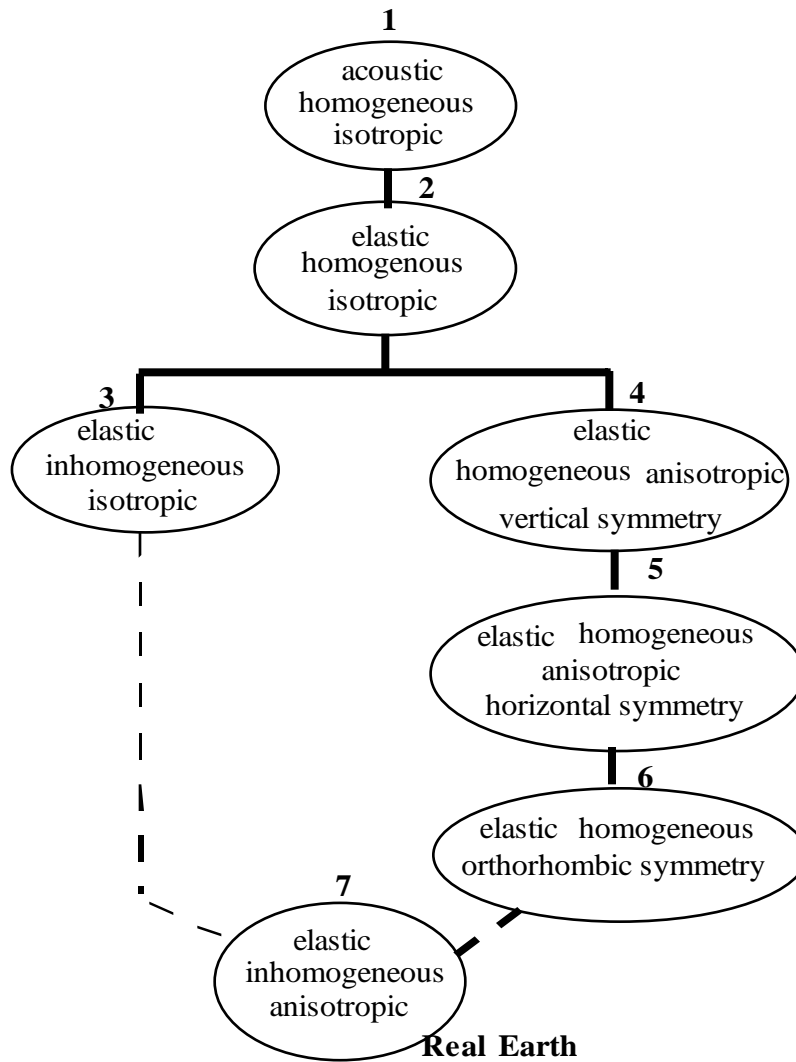 1
acoustic
homogeneous
isotropic
2
elastic
homogenous
isotropic
3
elastic
inhomogeneous
isotropic
4
elastic
homogeneous anisotropic
vertical symmetry
5
elastic homogeneous
anisotropic
horizontal symmetry
6
elastic homogeneous
orthorhombic symmetry
7
elastic
inhomogeneous
anisotropic
Real Earth